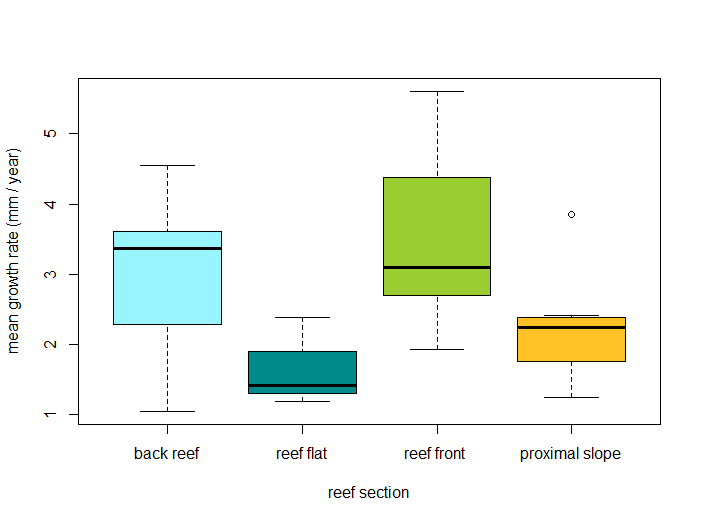 mean growth rate (mm / year)
5
4
3
2
1
back reef
reef flat
reef front
proximal slope
reef section